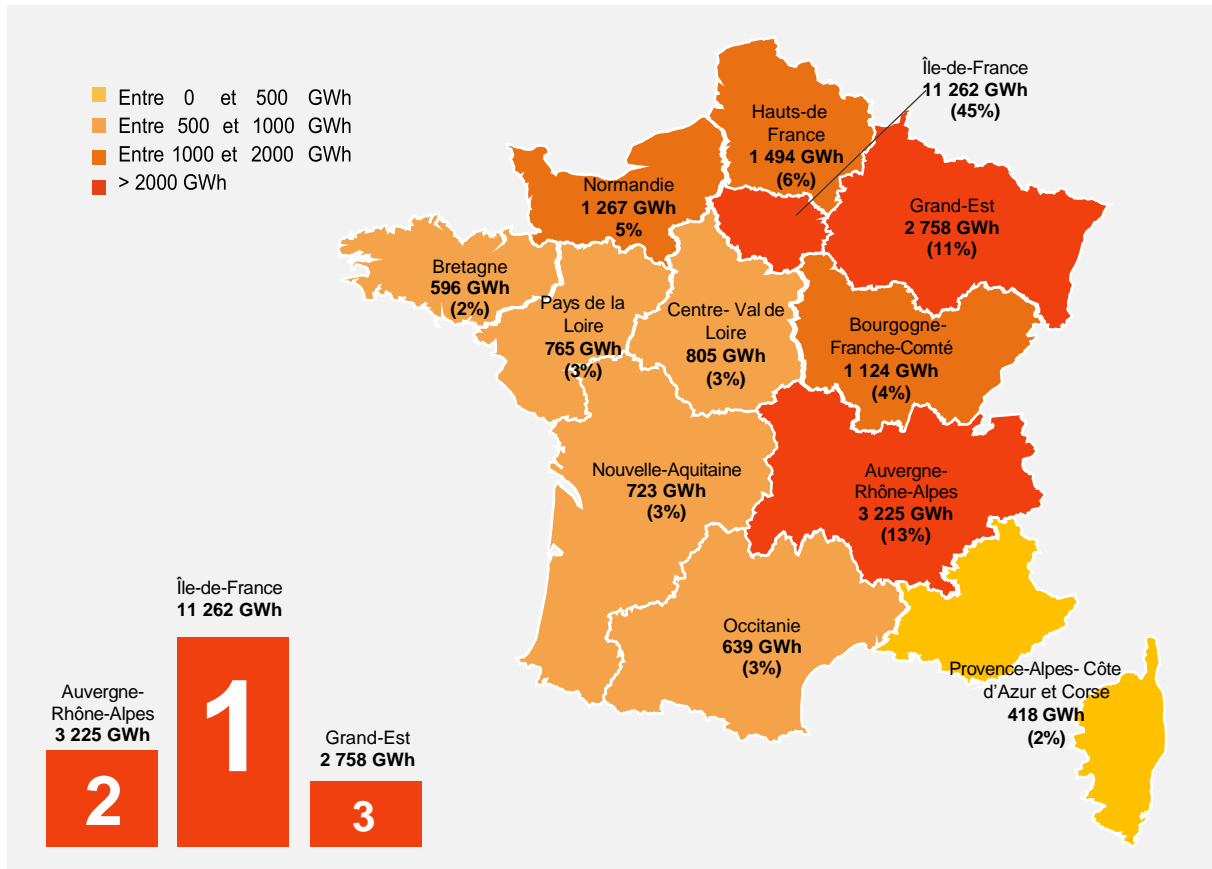 Entre 0 et 500 GWh
Entre 500 et 1000 GWh
Entre 1000 et 2000 GWh
> 2000 GWh
Île-de-France
11 262 GWh
(45%)
Hauts-de
France
1 494 GWh
(6%)
Normandie
1 267 GWh
5%
Grand-Est
2 758 GWh
(11%)
Bretagne
596 GWh
(2%)
Pays de la
Loire
765 GWh
(3%)
Centre- Val de
Loire
805 GWh
(3%)
Bourgogne-
Franche-Comté
1 124 GWh
(4%)
Nouvelle-Aquitaine
723 GWh
(3%)
Auvergne-
Rhône-Alpes
3 225 GWh
(13%)
Occitanie
639 GWh
(3%)
Provence-Alpes- Côte
d'Azur et Corse
418 GWh
(2%)
Île-de-France
11 262 GWh
1
Auvergne-
Rhône-Alpes
3 225 GWh
2
Grand-Est
2 758 GWh
3